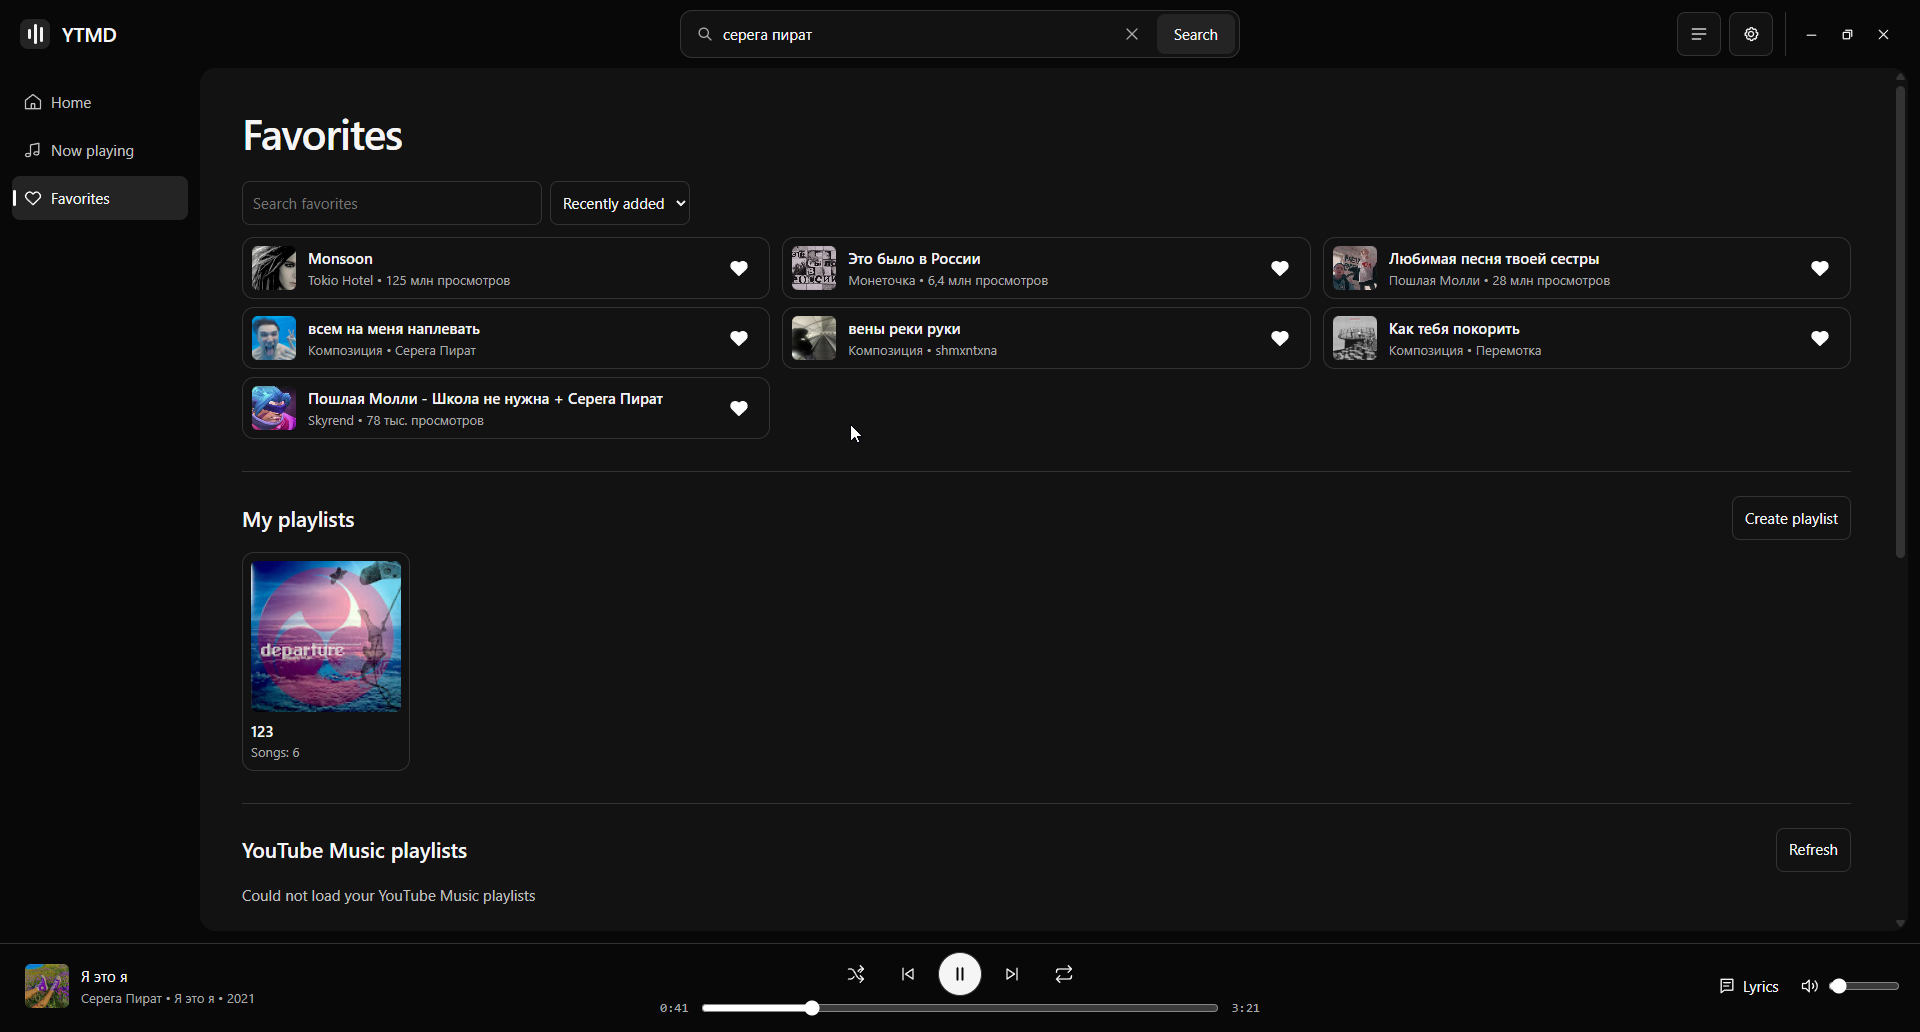 YTMD
серега пират
Search
Home
Now playing
Favorites
Favorites
Search favorites
Recently added
Monsoon
Tokio Hotel • 125 млн просмотров
Это было в России
Монеточка • 6,4 млн просмотров
Любимая песня твоей сестры
Пошлая Молли • 28 млн просмотров
всем на меня наплевать
Композиция • Серега Пират
вены реки руки
Композиция • shmxntxna
Как тебя покорить
Композиция • Перемотка
Пошлая Молли - Школа не нужна + Серега Пират
Skyrend • 78 тыс. просмотров
My playlists
Create playlist
departure
123
Songs: 6
YouTube Music playlists
Refresh
Could not load your YouTube Music playlists
Я это я
Серега Пират • Я это я • 2021
0:41
3:21
Lyrics